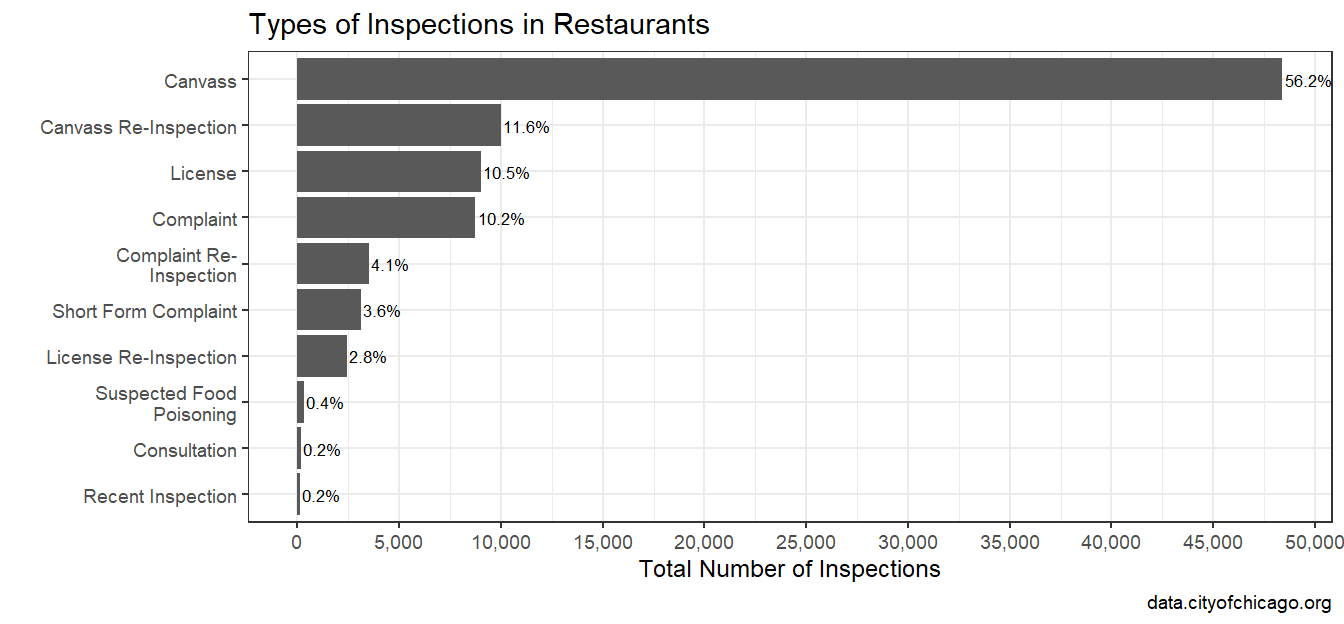 Types of Inspections in Restaurants
Canvass
56.2%
Canvass Re-Inspection
11.6%
License
10.5%
Complaint
10.2%
Complaint Re-
Inspection
4.1%
Short Form Complaint
3.6%
License Re-Inspection
2.8%
Suspected Food
Poisoning
0.4%
Consultation
0.2%
Recent Inspection
0.2%
0 5,000 10,000 15,000 20,000 25,000 30,000 35,000 40,000 45,000 50,000
Total Number of Inspections
data.cityofchicago.org